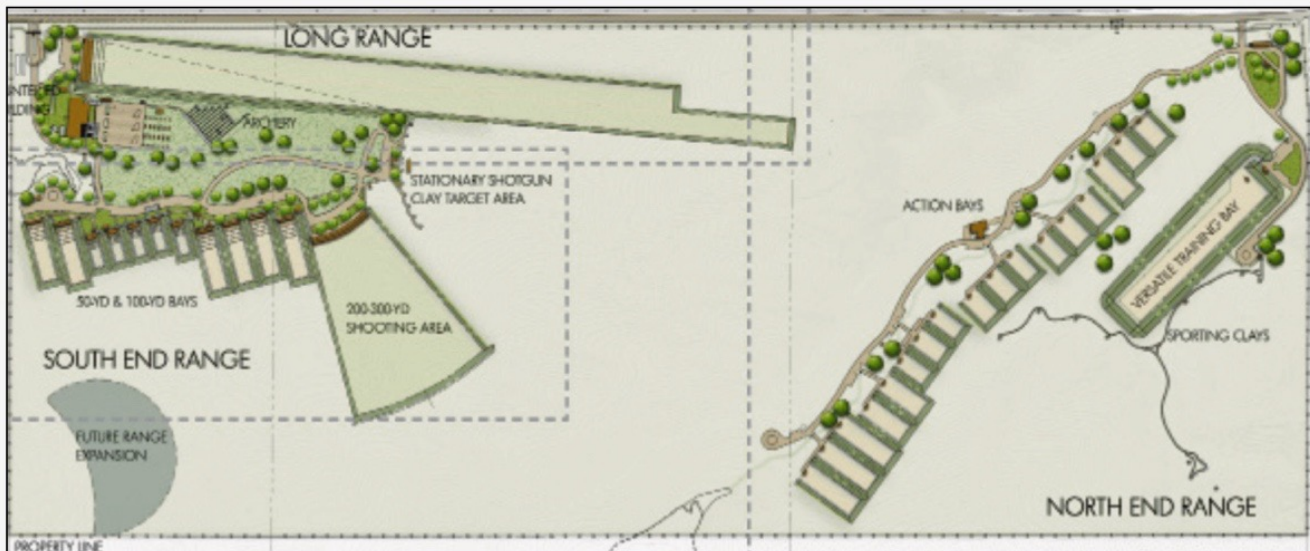 LONG RANGE
ARCHERY
STATIONARY SHOTGUN
CLAY TARGET AREA
ACTION BAYS
VERSATILE TRAINING BAY
50-YD & 100-YD BAYS
200-300-YD
SHOOTING AREA
SPORTING CLAYS
SOUTH END RANGE
FUTURE RANGE
EXPANSION
NORTH END RANGE
PROPERTY LINE